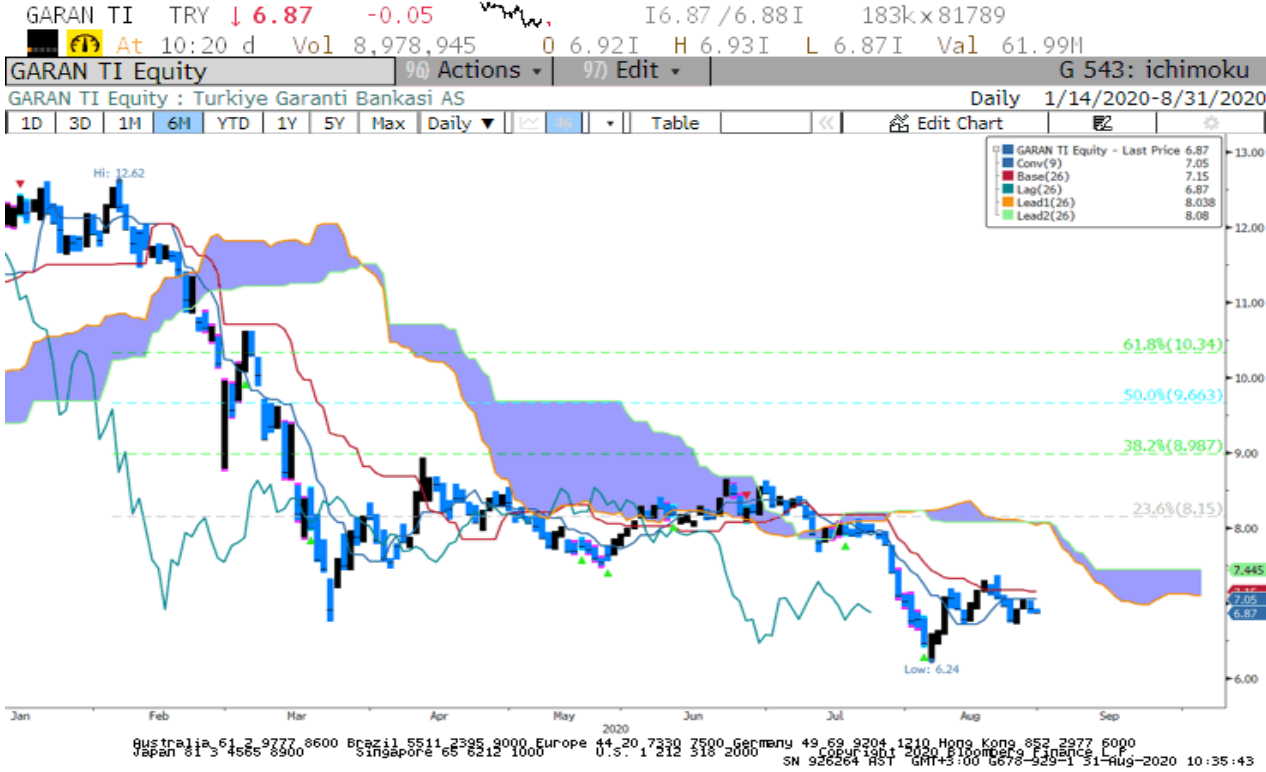 GARAN TI TRY ↓ 6.87 -0.05 I6.87/6.88I 183k x 81789
At 10:20 d Vol 8,978,945 O 6.92I H 6.93I L 6.87I Val 61.99M
GARAN TI Equity 96) Actions 97) Edit G 543: ichimoku
GARAN TI Equity : Turkiye Garanti Bankasi AS Daily 1/14/2020-8/31/2020
1D 3D 1M 6M YTD 1Y 5Y Max Daily ▼ Table << Edit Chart
GARAN TI Equity - Last Price 6.87
Conv(9) 7.05
Base(26) 7.15
Lag(26) 6.87
Lead1(26) 8.038
Lead2(26) 8.08
13.00
Hi: 12.62
12.00
11.00
61.8%(10.34)
10.00
50.0%(9.663)
38.2%(8.987)
9.00
23.6%(8.15)
8.00
7.445
7.15
7.05
6.87
Low: 6.24
6.00
Jan Feb Mar Apr May Jun Jul Aug Sep
2020
Australia 61 2 9777 8600 Brazil 5511 2395 9000 Europe 44 20 7330 7500 Germany 49 69 9204 1210 Hong Kong 852 2977 6000
Japan 81 3 4565 8900 Singapore 65 6212 1000 U.S. 1 212 318 2000 Copyright 2020 Bloomberg Finance L.P.
SN 926264 AST GMT+3:00 G678-929-1 31-Aug-2020 10:35:43